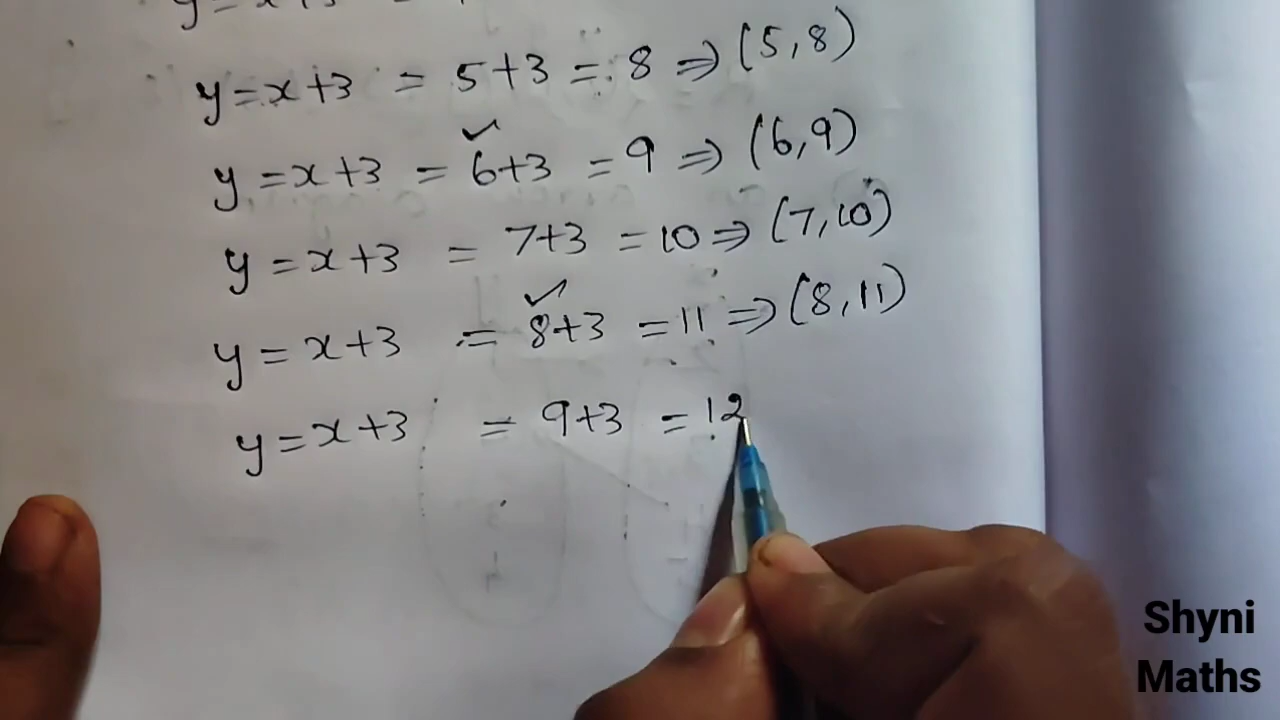 y = x+3 =
y=x+3 = 5+3 = 8 ⇒ (5,8)
y =x+3 = 6+3 = 9 ⇒ (6,9)
y =x+3 = 7+3 =10 ⇒ (7,10)
y = x+3 = 8+3 =11 ⇒ (8,11)
y =x+3 = 9+3 =12
Shyni
Maths